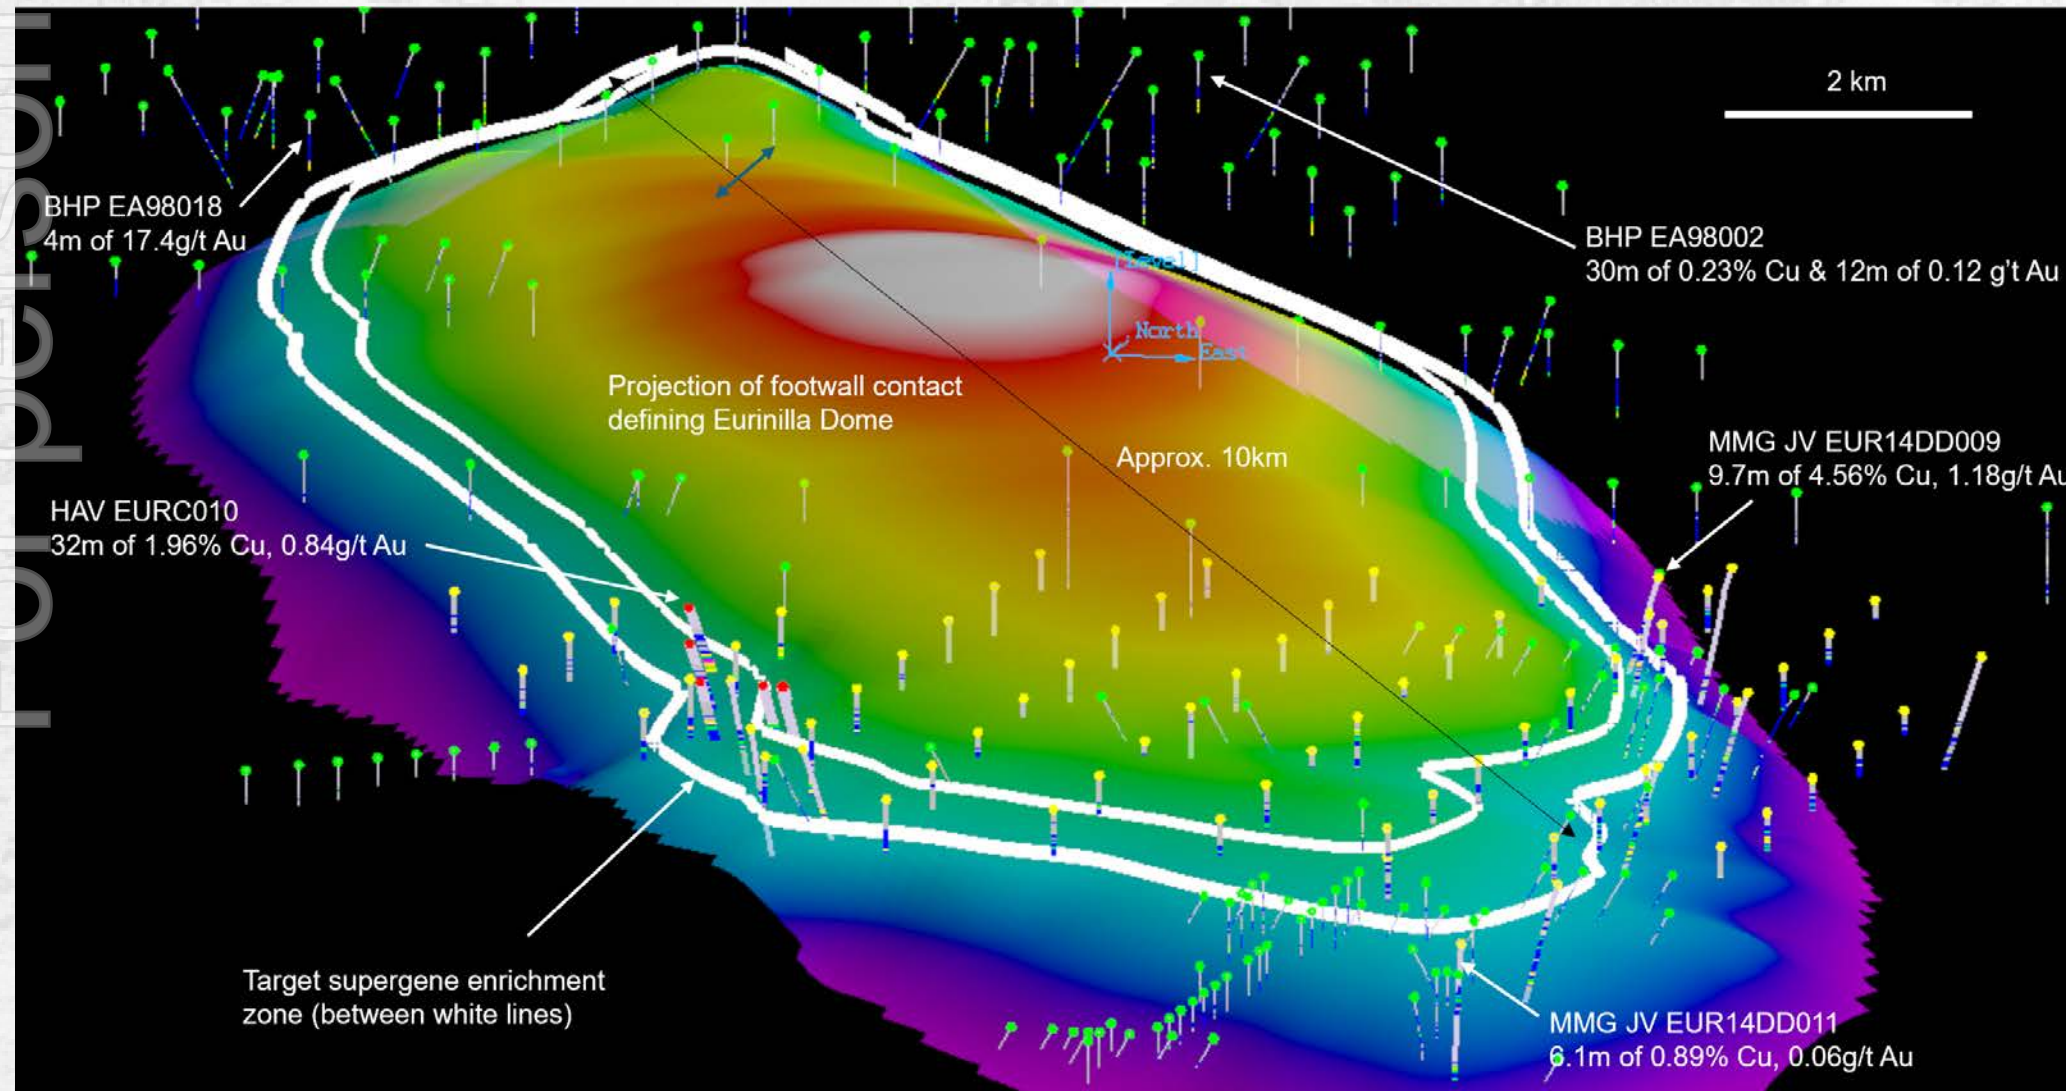 For person
2 km
BHP EA98018
4m of 17.4g/t Au
BHP EA98002
30m of 0.23% Cu & 12m of 0.12 g't Au
[Level]
North
East
Projection of footwall contact
defining Eurinilla Dome
Approx. 10km
MMG JV EUR14DD009
9.7m of 4.56% Cu, 1.18g/t Au
HAV EURC010
32m of 1.96% Cu, 0.84g/t Au
Target supergene enrichment
zone (between white lines)
MMG JV EUR14DD011
6.1m of 0.89% Cu, 0.06g/t Au